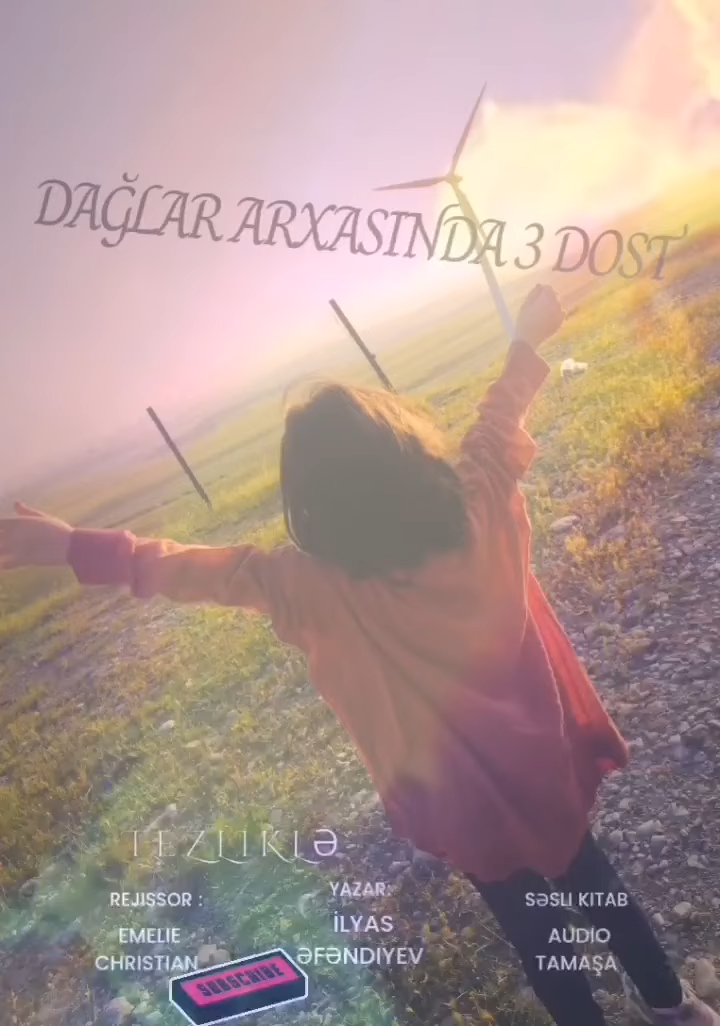 DAĞLAR ARXASINDA 3 DOST
TEZLIKLƏ
REJISSOR :
EMELIE
CHRISTIAN
YAZAR:
İLYAS
ƏFƏNDIYEV
SƏSLI KITAB
AUDIO
TAMAŞA
SUBSCRIBE